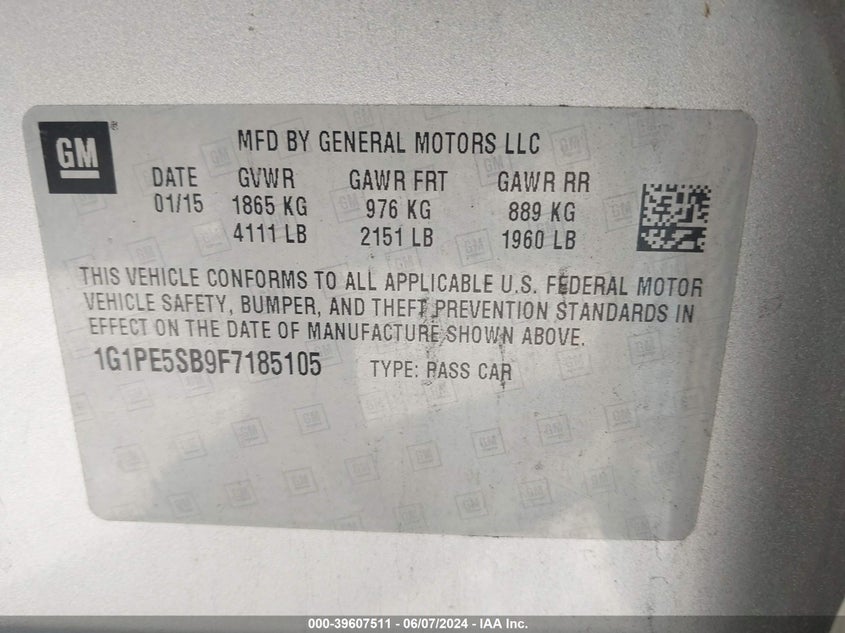 GM
MFD BY GENERAL MOTORS LLC
DATE GVWR GAWR FRT GAWR RR
01/15 1865 KG 976 KG 889 KG
4111 LB 2151 LB 1960 LB
THIS VEHICLE CONFORMS TO ALL APPLICABLE U.S. FEDERAL MOTOR
VEHICLE SAFETY, BUMPER, AND THEFT PREVENTION STANDARDS IN
EFFECT ON THE DATE OF MANUFACTURE SHOWN ABOVE.
1G1PE5SB9F7185105 TYPE: PASS CAR
000-39607511 - 06/07/2024 - IAA Inc.